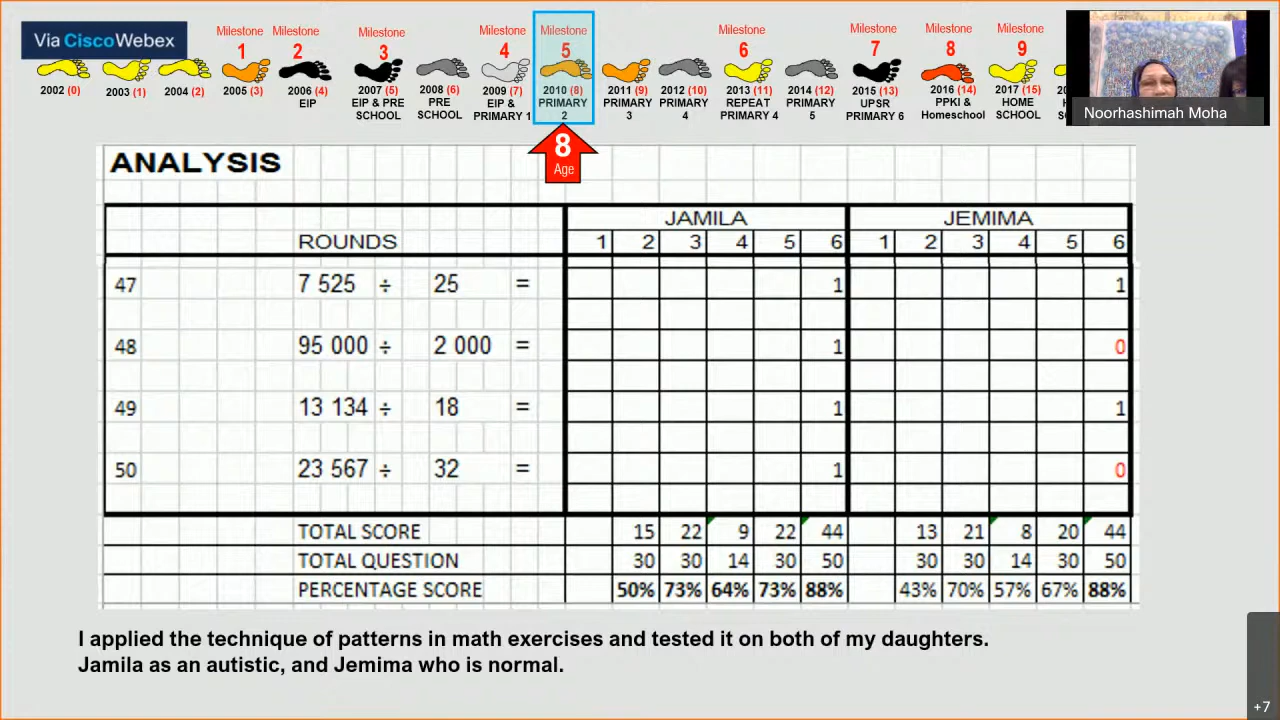 Via CiscoWebex
Milestone 1
Milestone 2
Milestone 3
Milestone 4
Milestone 5
Milestone 6
Milestone 7
Milestone 8
Milestone 9
2002 (0)
2003 (1)
2004 (2)
2005 (3)
2006 (4) EIP
2007 (5) EIP & PRE SCHOOL
2008 (6) PRE SCHOOL
2009 (7) EIP & PRIMARY 1
2010 (8) PRIMARY 2
2011 (9) PRIMARY 3
2012 (10) PRIMARY 4
2013 (11) REPEAT PRIMARY 4
2014 (12) PRIMARY 5
2015 (13) UPSR PRIMARY 6
2016 (14) PPKI & Homeschool
2017 (15) HOME SCHOOL
Noorhashimah Moha
8
Age
ANALYSIS
JAMILA JEMIMA
ROUNDS 1 2 3 4 5 6 1 2 3 4 5 6
47 7 525 ÷ 25 = 1 1
48 95 000 ÷ 2 000 = 1 0
49 13 134 ÷ 18 = 1 1
50 23 567 ÷ 32 = 1 0
TOTAL SCORE 15 22 9 22 44 13 21 8 20 44
TOTAL QUESTION 30 30 14 30 50 30 30 14 30 50
PERCENTAGE SCORE 50% 73% 64% 73% 88% 43% 70% 57% 67% 88%
I applied the technique of patterns in math exercises and tested it on both of my daughters.
Jamila as an autistic, and Jemima who is normal.
+7